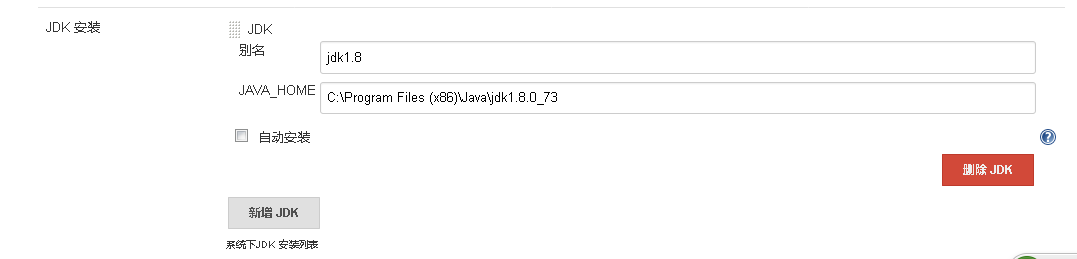 JDK 安装
JDK
别名
jdk1.8
JAVA_HOME
C:\Program Files (x86)\Java\jdk1.8.0_73
自动安装
?
删除 JDK
新增 JDK
系统下JDK 安装列表